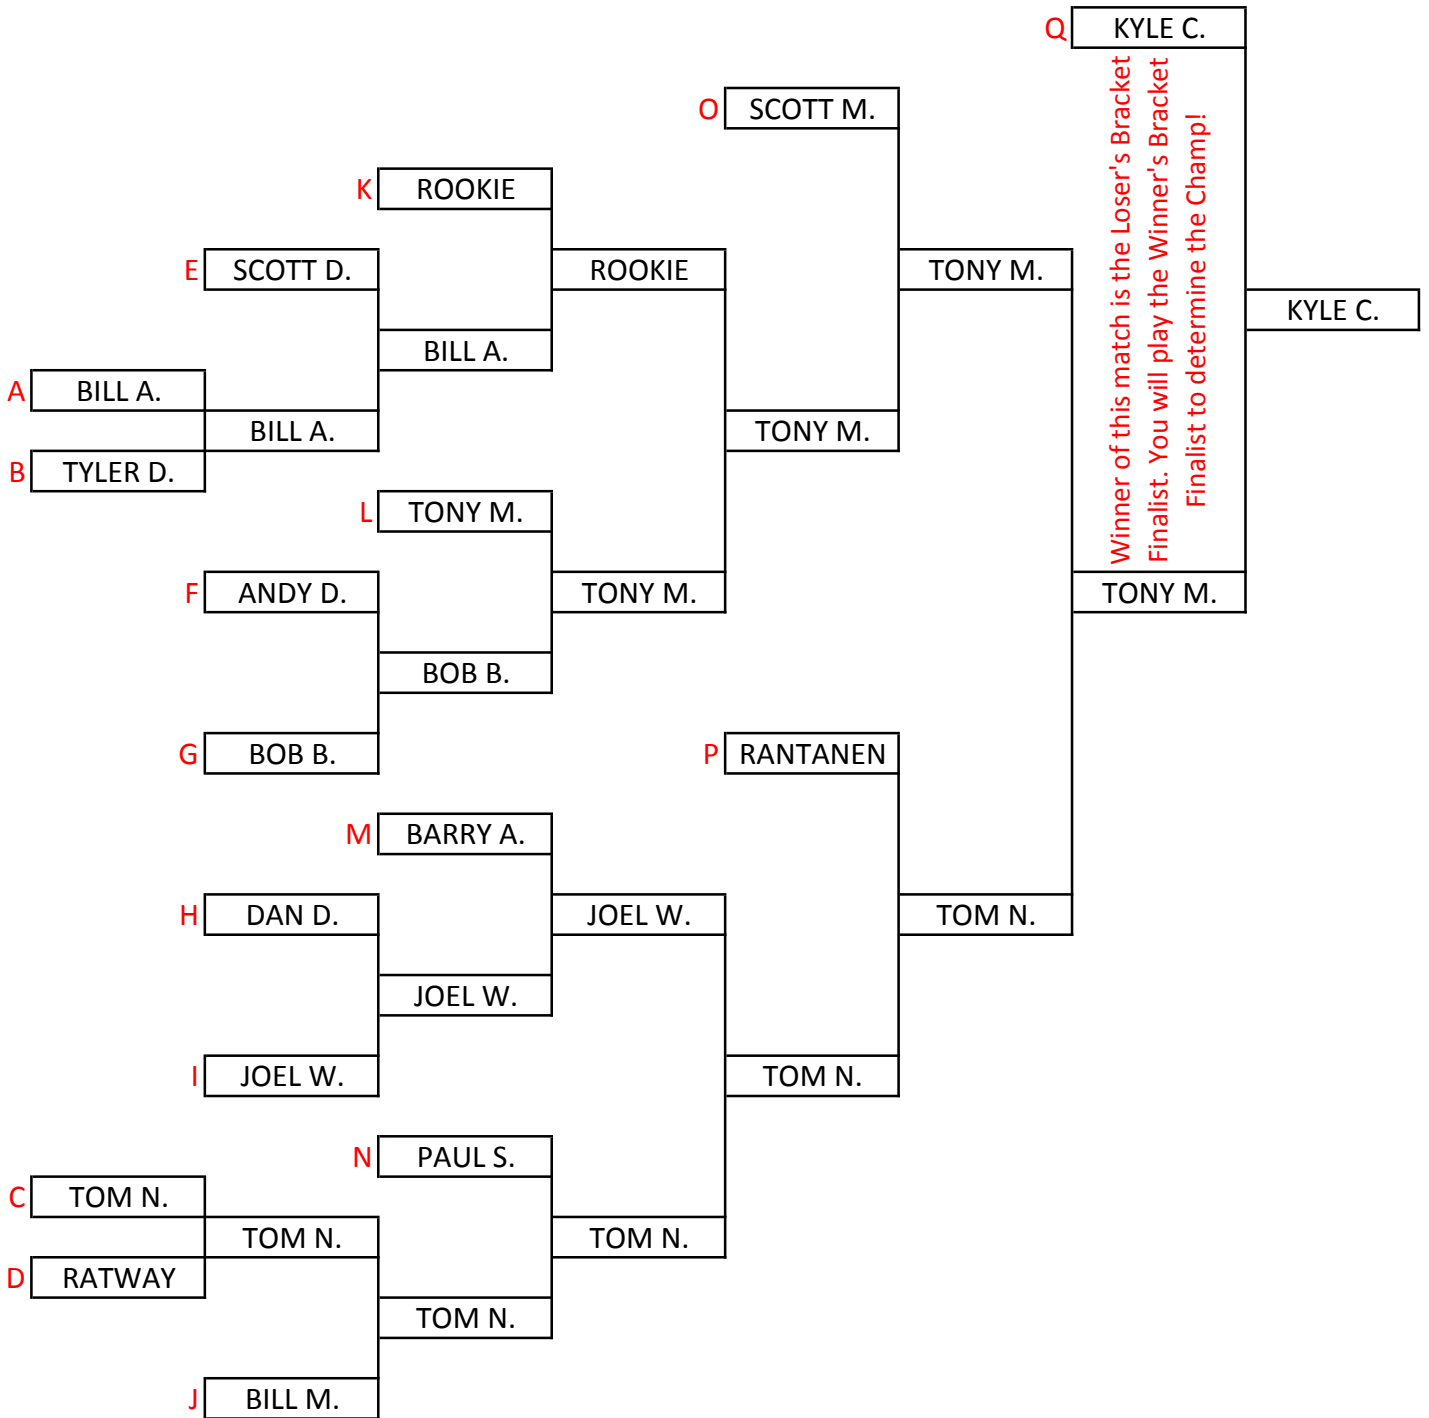 Q KYLE C.
O SCOTT M.
K ROOKIE
E SCOTT D.
ROOKIE
TONY M.
Winner of this match is the Loser's Bracket
Finalist. You will play the Winner's Bracket
Finalist to determine the Champ!
KYLE C.
BILL A.
A BILL A.
BILL A.
TONY M.
B TYLER D.
L TONY M.
F ANDY D.
TONY M.
TONY M.
BOB B.
G BOB B.
P RANTANEN
M BARRY A.
H DAN D.
JOEL W.
TOM N.
JOEL W.
I JOEL W.
TOM N.
N PAUL S.
C TOM N.
TOM N.
TOM N.
D RATWAY
TOM N.
J BILL M.